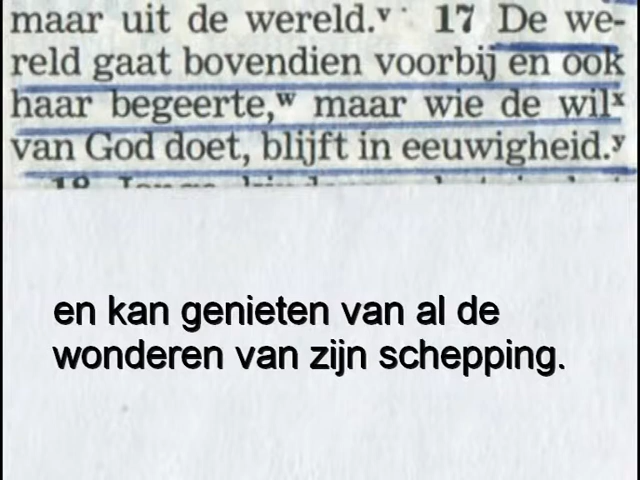 maar uit de wereld.ᵛ 17 De we-
reld gaat bovendien voorbij en ook
haar begeerte,ʷ maar wie de wilˣ
van God doet, blijft in eeuwigheid.ʸ
en kan genieten van al de
wonderen van zijn schepping.